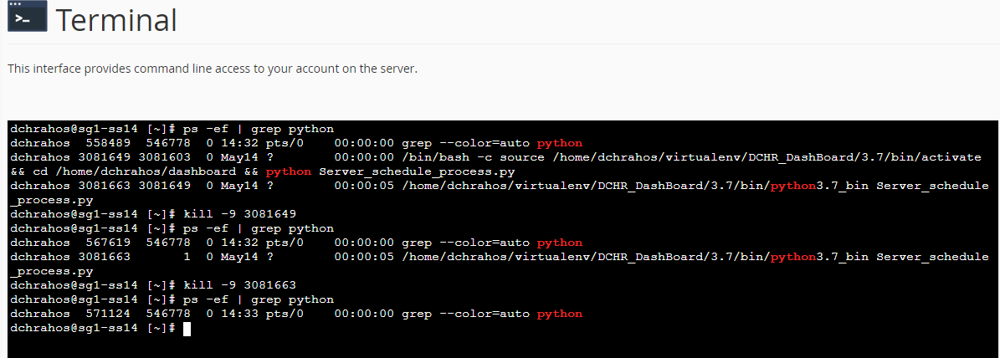 >_
Terminal
This interface provides command line access to your account on the server.
dchrahos@sg1-ss14 [~]# ps -ef | grep python
dchrahos  558489  546778  0 14:32 pts/0    00:00:00 grep --color=auto python
dchrahos 3081649 3081603  0 May14 ?        00:00:00 /bin/bash -c source /home/dchrahos/virtualenv/DCHR_DashBoard/3.7/bin/activate
&& cd /home/dchrahos/dashboard && python Server_schedule_process.py
dchrahos 3081663 3081649  0 May14 ?        00:00:05 /home/dchrahos/virtualenv/DCHR_DashBoard/3.7/bin/python3.7_bin Server_schedule
_process.py
dchrahos@sg1-ss14 [~]# kill -9 3081649
dchrahos@sg1-ss14 [~]# ps -ef | grep python
dchrahos  567619  546778  0 14:32 pts/0    00:00:00 grep --color=auto python
dchrahos 3081663       1  0 May14 ?        00:00:05 /home/dchrahos/virtualenv/DCHR_DashBoard/3.7/bin/python3.7_bin Server_schedule
_process.py
dchrahos@sg1-ss14 [~]# kill -9 3081663
dchrahos@sg1-ss14 [~]# ps -ef | grep python
dchrahos  571124  546778  0 14:33 pts/0    00:00:00 grep --color=auto python
dchrahos@sg1-ss14 [~]#